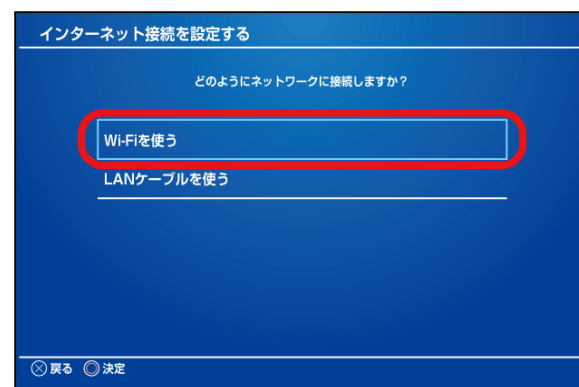 インターネット接続を設定する
どのようにネットワークに接続しますか？
Wi-Fiを使う
LANケーブルを使う
戻る 決定